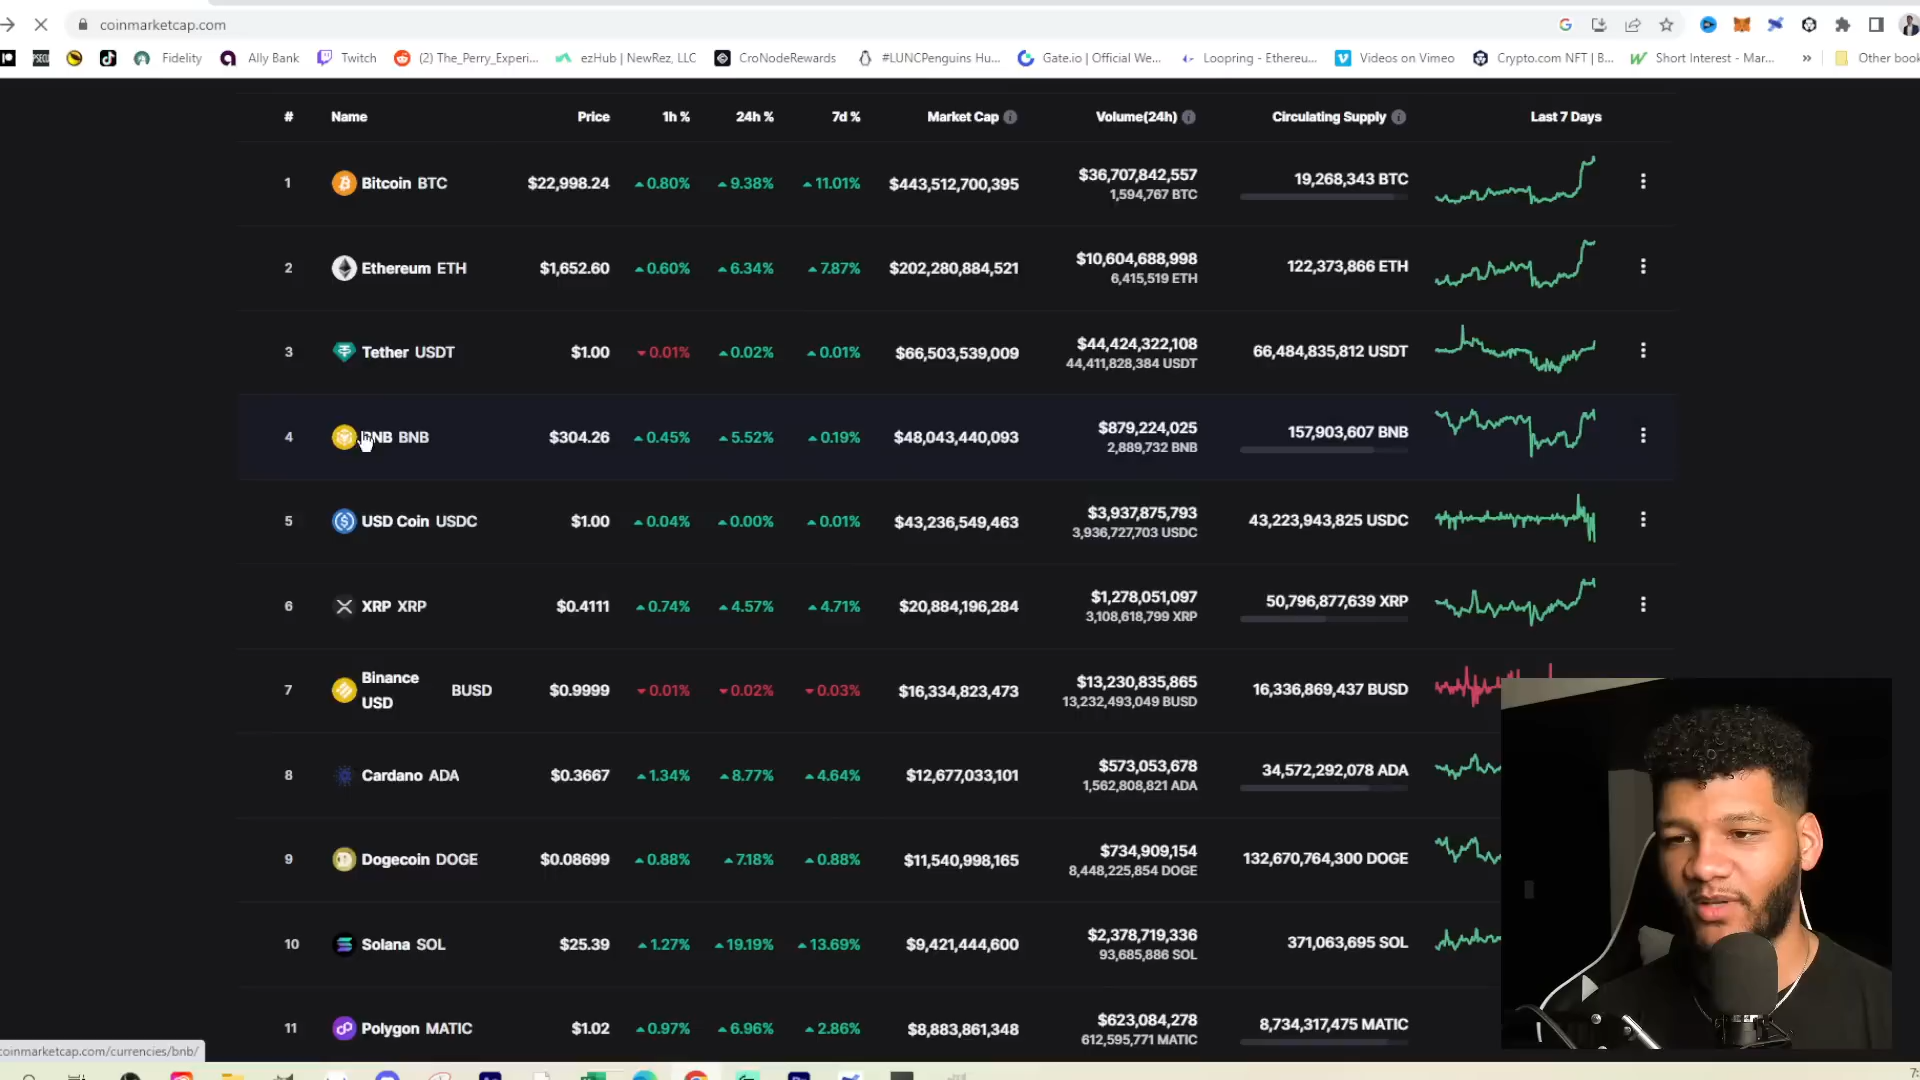 coinmarketcap.com
Fidelity Ally Bank Twitch (2) The_Perry_Experi... ezHub | NewRez, LLC CroNodeRewards #LUNCPenguins Hu... Gate.io | Official We... Loopring - Ethereu... Videos on Vimeo Crypto.com NFT | B... Short Interest - Mar... » Other book
# Name Price 1h % 24h % 7d % Market Cap Volume(24h) Circulating Supply Last 7 Days
1 Bitcoin BTC $22,998.24 0.80% 9.38% 11.01% $443,512,700,395 $36,707,842,557 19,268,343 BTC
1,594,767 BTC
2 Ethereum ETH $1,652.60 0.60% 6.34% 7.87% $202,280,884,521 $10,604,688,998 122,373,866 ETH
6,415,519 ETH
3 Tether USDT $1.00 0.01% 0.02% 0.01% $66,503,539,009 $44,424,322,108 66,484,835,812 USDT
44,411,828,384 USDT
4 BNB BNB $304.26 0.45% 5.52% 0.19% $48,043,440,093 $879,224,025 157,903,607 BNB
2,889,732 BNB
5 USD Coin USDC $1.00 0.04% 0.00% 0.01% $43,236,549,463 $3,937,875,793 43,223,943,825 USDC
3,936,727,703 USDC
6 XRP XRP $0.4111 0.74% 4.57% 4.71% $20,884,196,284 $1,278,051,097 50,796,877,639 XRP
3,108,618,799 XRP
7 Binance USD BUSD $0.9999 0.01% 0.02% 0.03% $16,334,823,473 $13,230,835,865 16,336,869,437 BUSD
13,232,493,049 BUSD
8 Cardano ADA $0.3667 1.34% 8.77% 4.64% $12,677,033,101 $573,053,678 34,572,292,078 ADA
1,562,808,821 ADA
9 Dogecoin DOGE $0.08699 0.88% 7.18% 0.88% $11,540,998,165 $734,909,154 132,670,764,300 DOGE
8,448,225,854 DOGE
10 Solana SOL $25.39 1.27% 19.19% 13.69% $9,421,444,600 $2,378,719,336 371,063,695 SOL
93,685,886 SOL
11 Polygon MATIC $1.02 0.97% 6.96% 2.86% $8,883,861,348 $623,084,278 8,734,317,475 MATIC
612,595,771 MATIC
coinmarketcap.com/currencies/bnb/